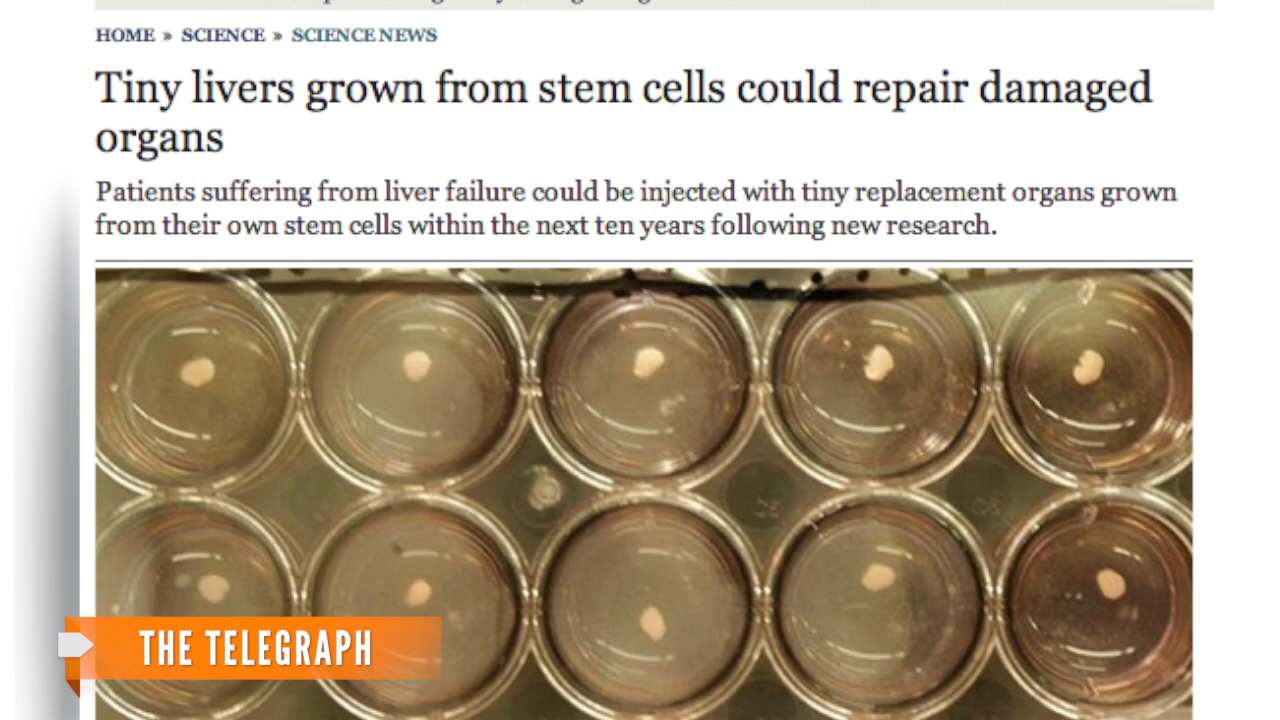 HOME » SCIENCE » SCIENCE NEWS
Tiny livers grown from stem cells could repair damaged
organs
Patients suffering from liver failure could be injected with tiny replacement organs grown
from their own stem cells within the next ten years following new research.
THE TELEGRAPH